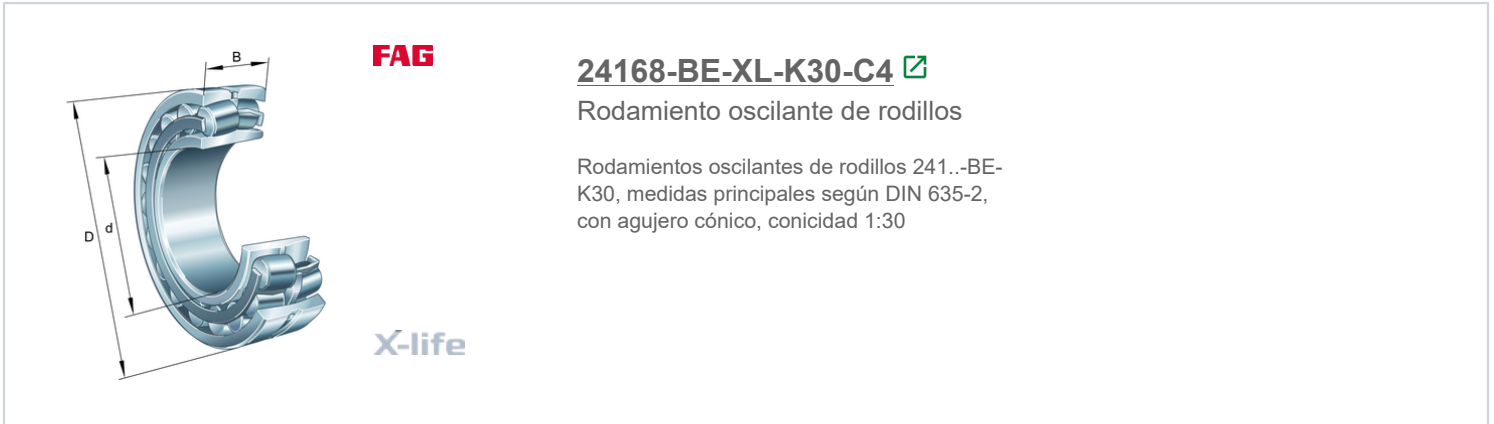 B
FAG
24168-BE-XL-K30-C4
Rodamiento oscilante de rodillos
Rodamientos oscilantes de rodillos 241..-BE-
K30, medidas principales según DIN 635-2,
con agujero cónico, conicidad 1:30
D
d
X-life